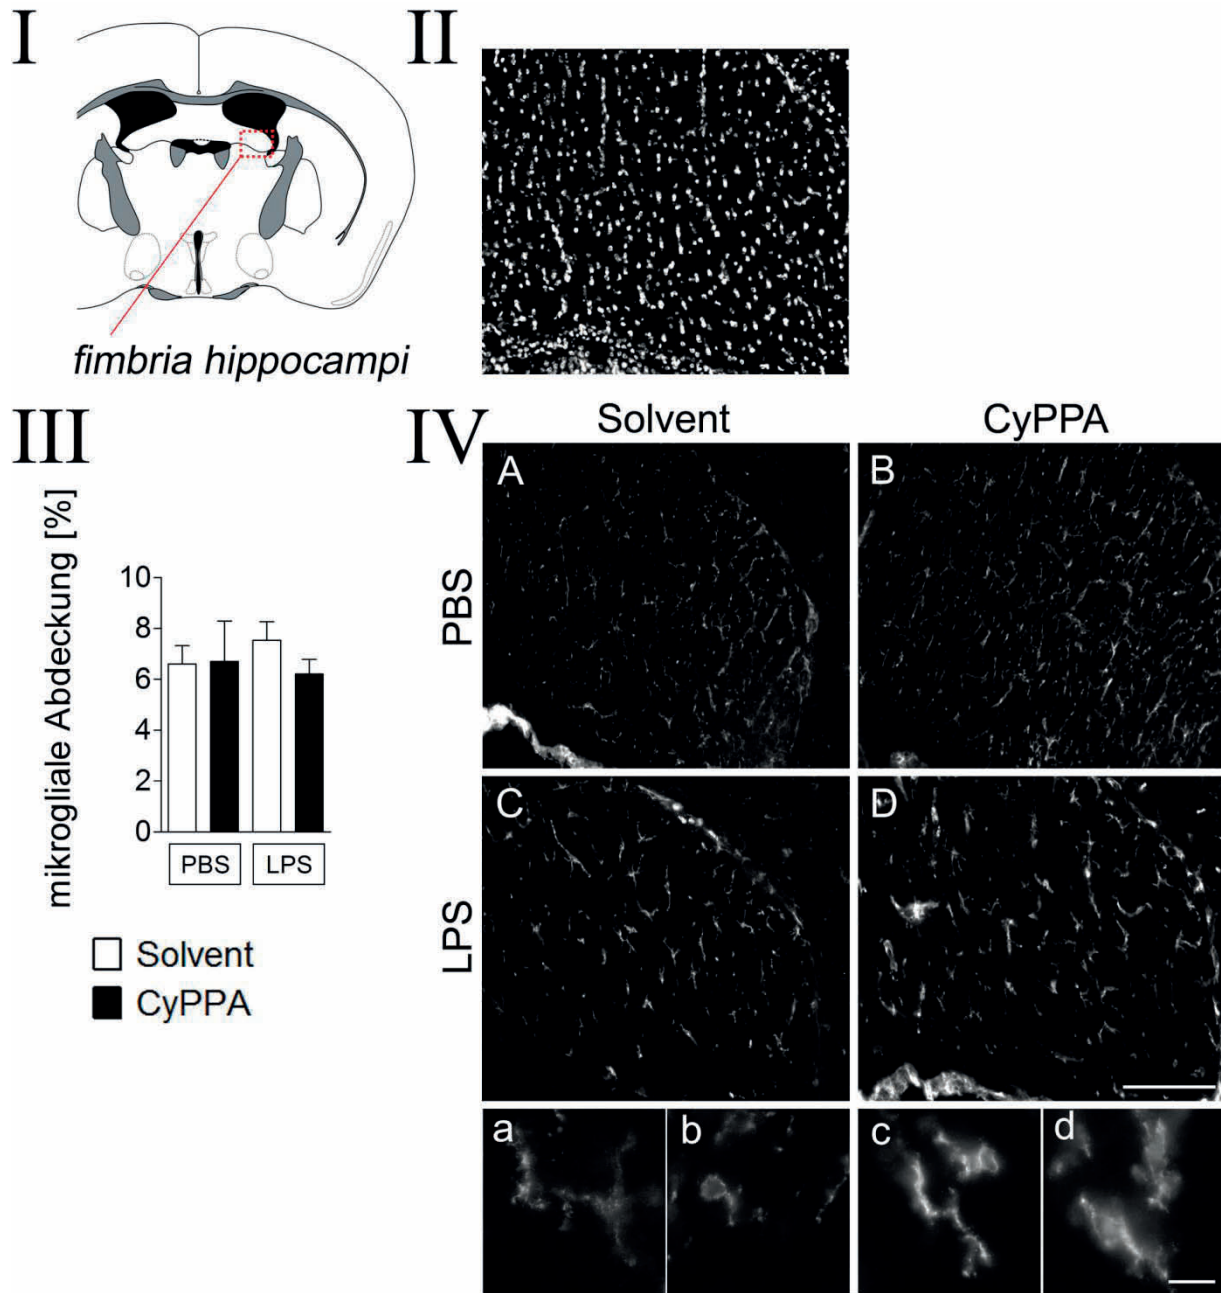 I
II
fimbria hippocampi
III
IV
Solvent
CyPPA
mikrogliale Abdeckung [%]
10
8
6
4
2
0
PBS
LPS
Solvent
CyPPA
PBS
A
B
LPS
C
D
a
b
c
d